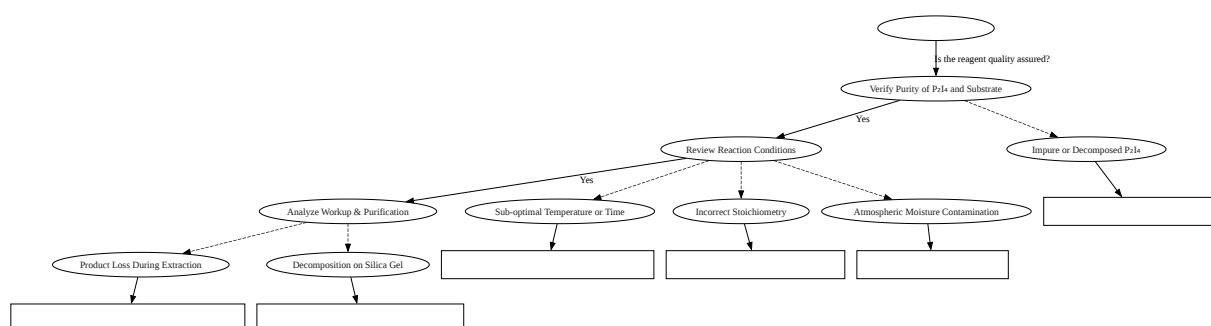 Is the reagent quality assured?
Verify Purity of P₂I₄ and Substrate
Yes
Review Reaction Conditions
Impure or Decomposed P₂I₄
Yes
Analyze Workup & Purification
Sub-optimal Temperature or Time
Incorrect Stoichiometry
Atmospheric Moisture Contamination
Product Loss During Extraction
Decomposition on Silica Gel